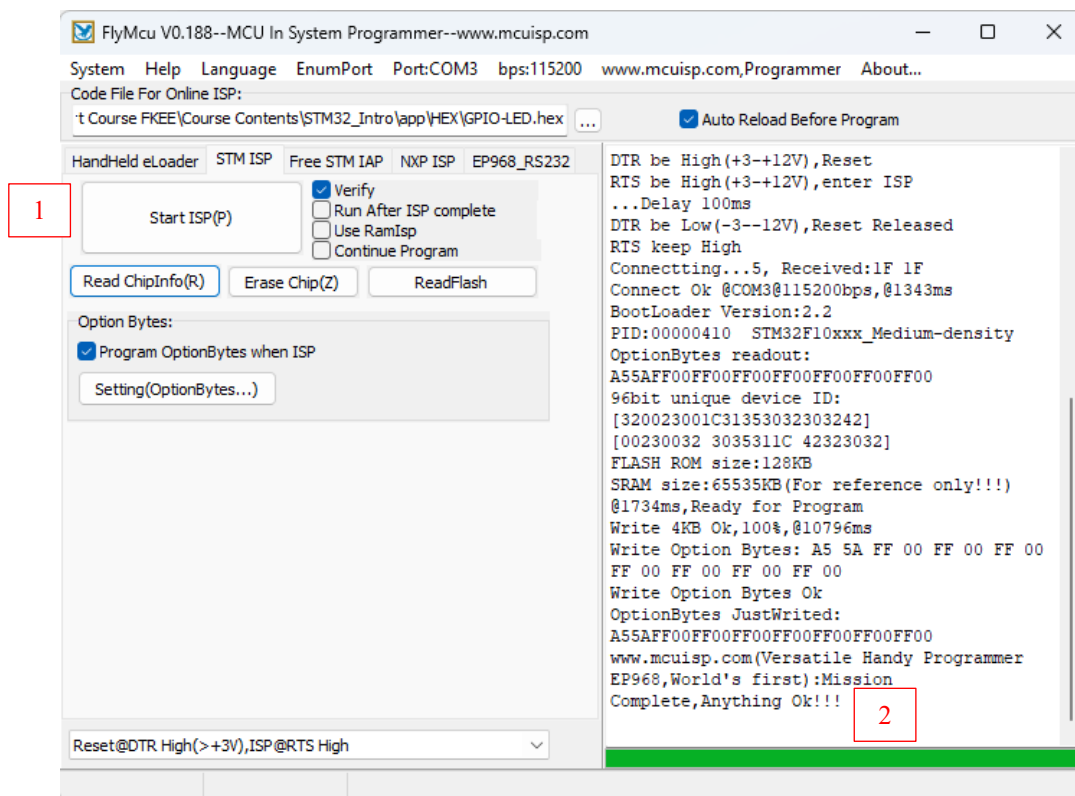 FlyMcu V0.188--MCU In System Programmer--www.mcuisp.com
System Help Language EnumPort Port:COM3 bps:115200 www.mcuisp.com,Programmer About...
Code File For Online ISP:
t Course FKEE\Course Contents\STM32_Intro\app\HEX\GPIO-LED.hex ... Auto Reload Before Program
HandHeld eLoader STM ISP Free STM IAP NXP ISP EP968_RS232
1
Start ISP(P)
Verify
Run After ISP complete
Use RamIsp
Continue Program
Read ChipInfo(R) Erase Chip(Z) ReadFlash
Option Bytes:
Program OptionBytes when ISP
Setting(OptionBytes...)
Reset@DTR High(>+3V),ISP@RTS High
DTR be High(+3-+12V),Reset
RTS be High(+3-+12V),enter ISP
...Delay 100ms
DTR be Low(-3--12V),Reset Released
RTS keep High
Connectting...5, Received:1F 1F
Connect Ok @COM3@115200bps,@1343ms
BootLoader Version:2.2
PID:00000410 STM32F10xxx_Medium-density
OptionBytes readout:
A55AFF00FF00FF00FF00FF00FF00FF00
96bit unique device ID:
[320023001C31353032303242]
[00230032 3035311C 42323032]
FLASH ROM size:128KB
SRAM size:65535KB(For reference only!!!)
@1734ms,Ready for Program
Write 4KB Ok,100%,@10796ms
Write Option Bytes: A5 5A FF 00 FF 00 FF 00
FF 00 FF 00 FF 00 FF 00
Write Option Bytes Ok
OptionBytes JustWrited:
A55AFF00FF00FF00FF00FF00FF00FF00
www.mcuisp.com(Versatile Handy Programmer
EP968,World's first):Mission
Complete,Anything Ok!!!
2